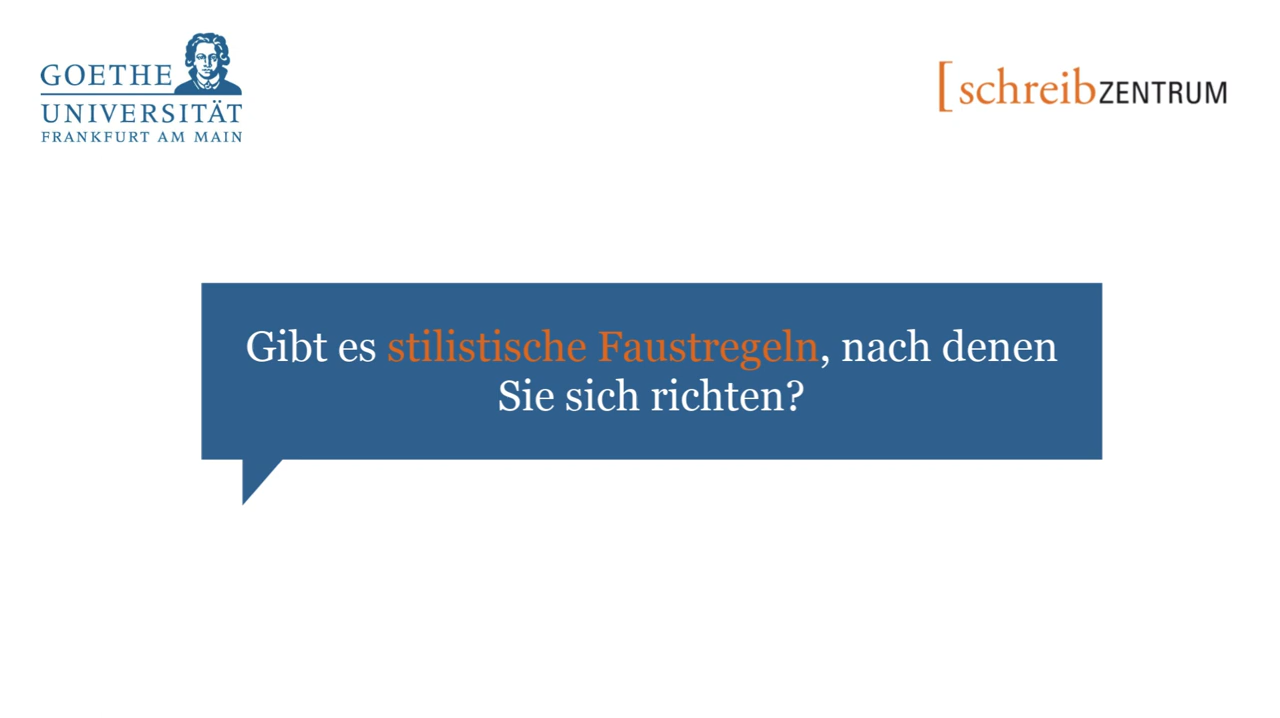 GOETHE
UNIVERSITÄT
FRANKFURT AM MAIN
[schreibZENTRUM
Gibt es stilistische Faustregeln, nach denen
Sie sich richten?